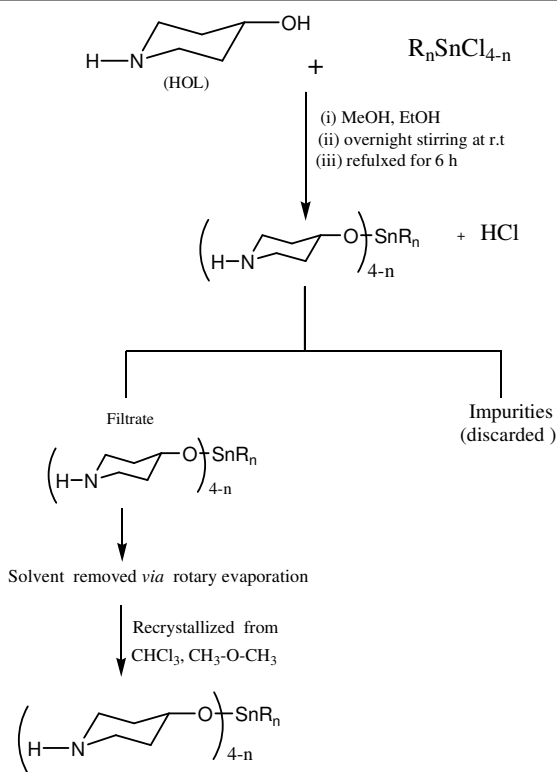 OH
H N
(HOL)
+
RnSnCl4-n
(i) MeOH, EtOH
(ii) overnight stirring at r.t
(iii) refulxed for 6 h
( H N O SnRn )4-n
+ HCl
Filtrate
Impurities
(discarded )
( H N O SnRn )4-n
Solvent removed via rotary evaporation
Recrystallized from
CHCl3, CH3-O-CH3
( H N O SnRn )4-n